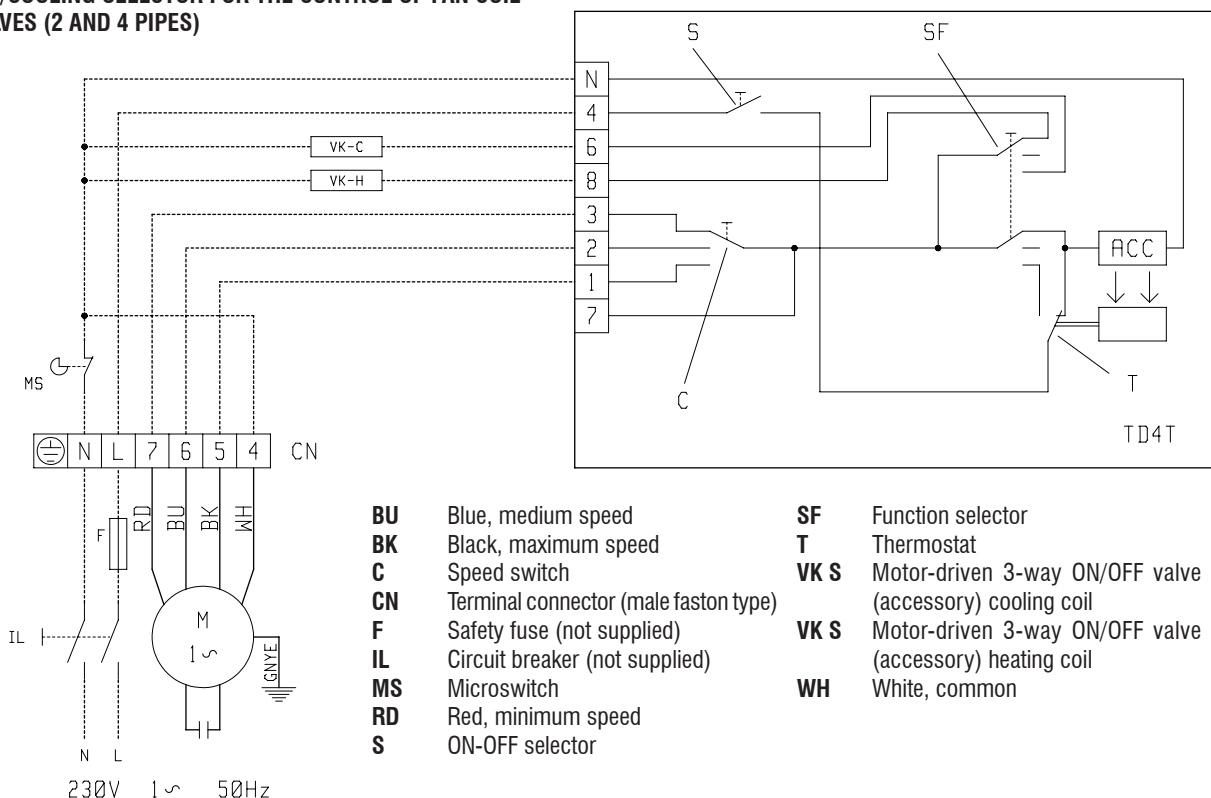 /COOLING SELECTOR FOR THE CONTROL OF FAN COIL
VES (2 AND 4 PIPES)
S
SF
N
4
6
8
3
2
1
7
VK-C
VK-H
ACC
T
C
TD4T
MS
N L 7 6 5 4 CN
F
RD
BU
BK
WH
M
1~
GNYE
IL
N L
230V 1~ 50Hz
BU Blue, medium speed
BK Black, maximum speed
C Speed switch
CN Terminal connector (male faston type)
F Safety fuse (not supplied)
IL Circuit breaker (not supplied)
MS Microswitch
RD Red, minimum speed
S ON-OFF selector
SF Function selector
T Thermostat
VK S Motor-driven 3-way ON/OFF valve
(accessory) cooling coil
VK S Motor-driven 3-way ON/OFF valve
(accessory) heating coil
WH White, common